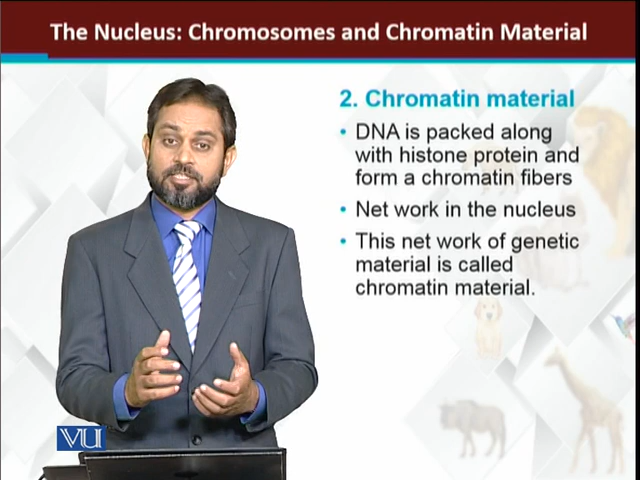 The Nucleus: Chromosomes and Chromatin Material
2. Chromatin material
• DNA is packed along
with histone protein and
form a chromatin fibers
• Net work in the nucleus
• This net work of genetic
material is called
chromatin material.
VU